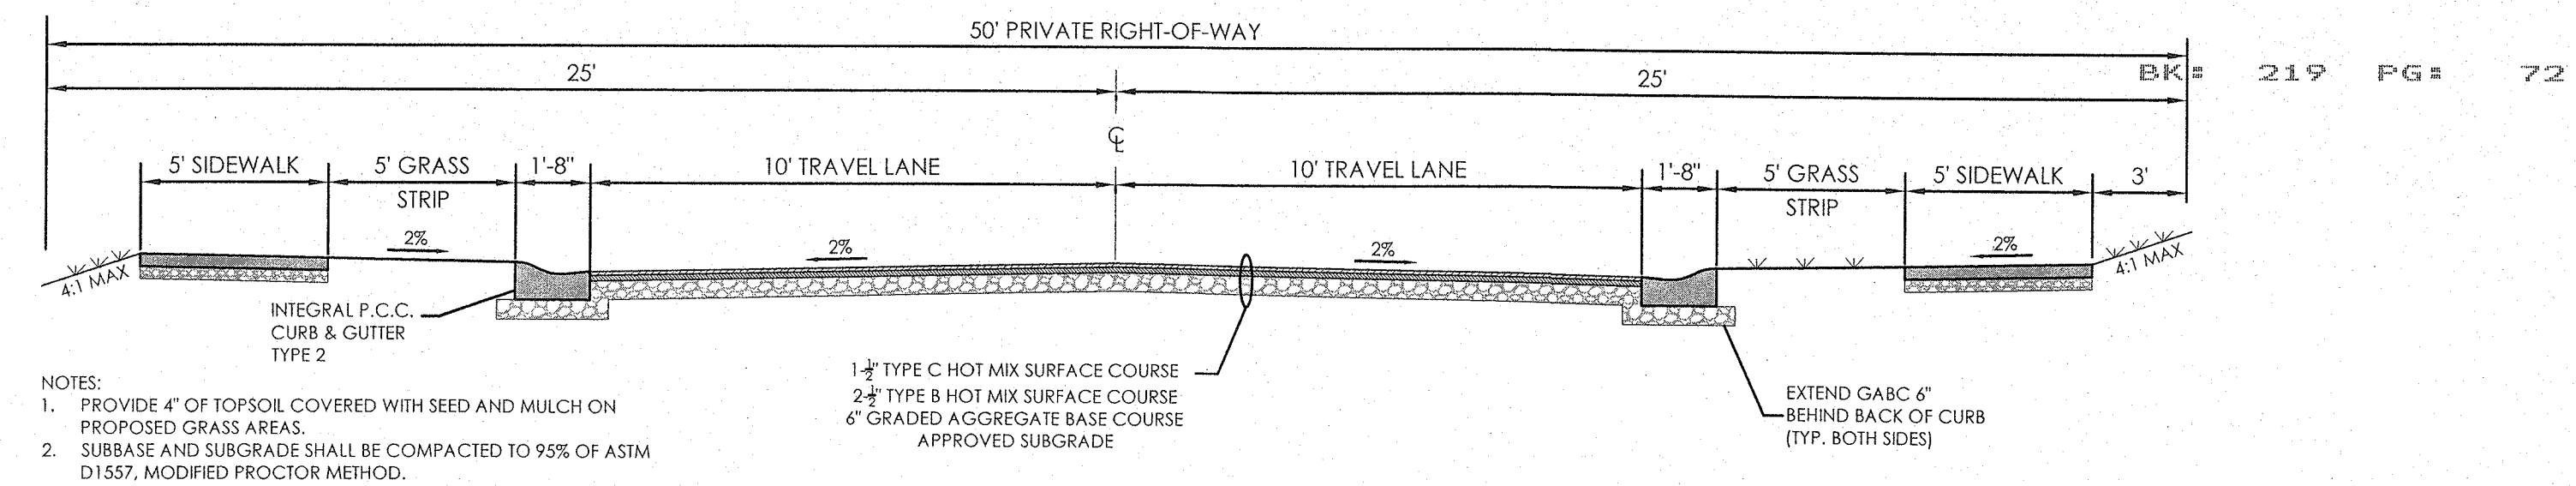 50' PRIVATE RIGHT-OF-WAY
25'
25'
BK: 219 PG: 72
℄
5' SIDEWALK
5' GRASS
STRIP
1'-8"
10' TRAVEL LANE
10' TRAVEL LANE
1'-8"
5' GRASS
STRIP
5' SIDEWALK
3'
2%
2%
2%
2%
4:1 MAX
4:1 MAX
INTEGRAL P.C.C.
CURB & GUTTER
TYPE 2
1-½" TYPE C HOT MIX SURFACE COURSE
2-½" TYPE B HOT MIX SURFACE COURSE
6" GRADED AGGREGATE BASE COURSE
APPROVED SUBGRADE
EXTEND GABC 6"
BEHIND BACK OF CURB
(TYP. BOTH SIDES)
NOTES:
1. PROVIDE 4" OF TOPSOIL COVERED WITH SEED AND MULCH ON
PROPOSED GRASS AREAS.
2. SUBBASE AND SUBGRADE SHALL BE COMPACTED TO 95% OF ASTM
D1557, MODIFIED PROCTOR METHOD.